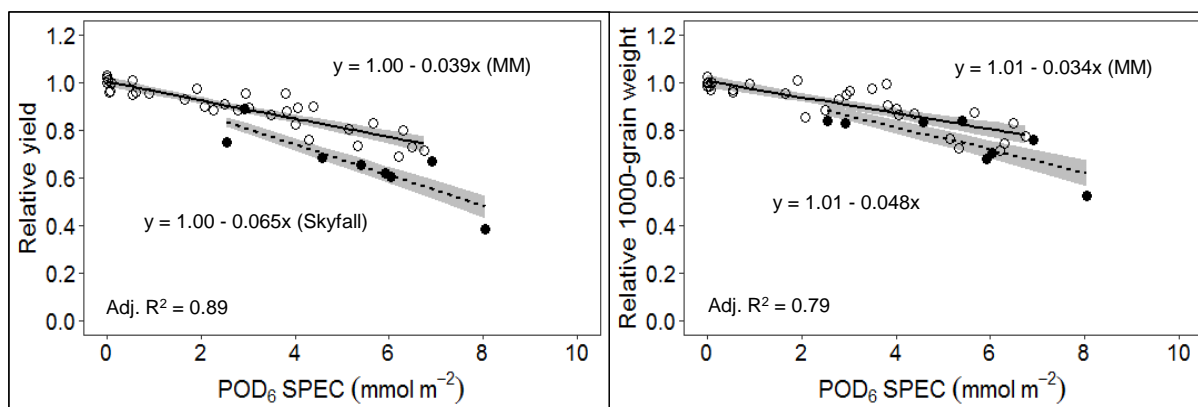 Relative yield
1.2
1.0
0.8
0.6
0.4
0.2
0.0
y = 1.00 - 0.039x (MM)
y = 1.00 - 0.065x (Skyfall)
Adj. R² = 0.89
0 2 4 6 8 10
POD₆ SPEC (mmol m⁻²)
Relative 1000-grain weight
1.2
1.0
0.8
0.6
0.4
0.2
0.0
y = 1.01 - 0.034x (MM)
y = 1.01 - 0.048x
Adj. R² = 0.79
0 2 4 6 8 10
POD₆ SPEC (mmol m⁻²)